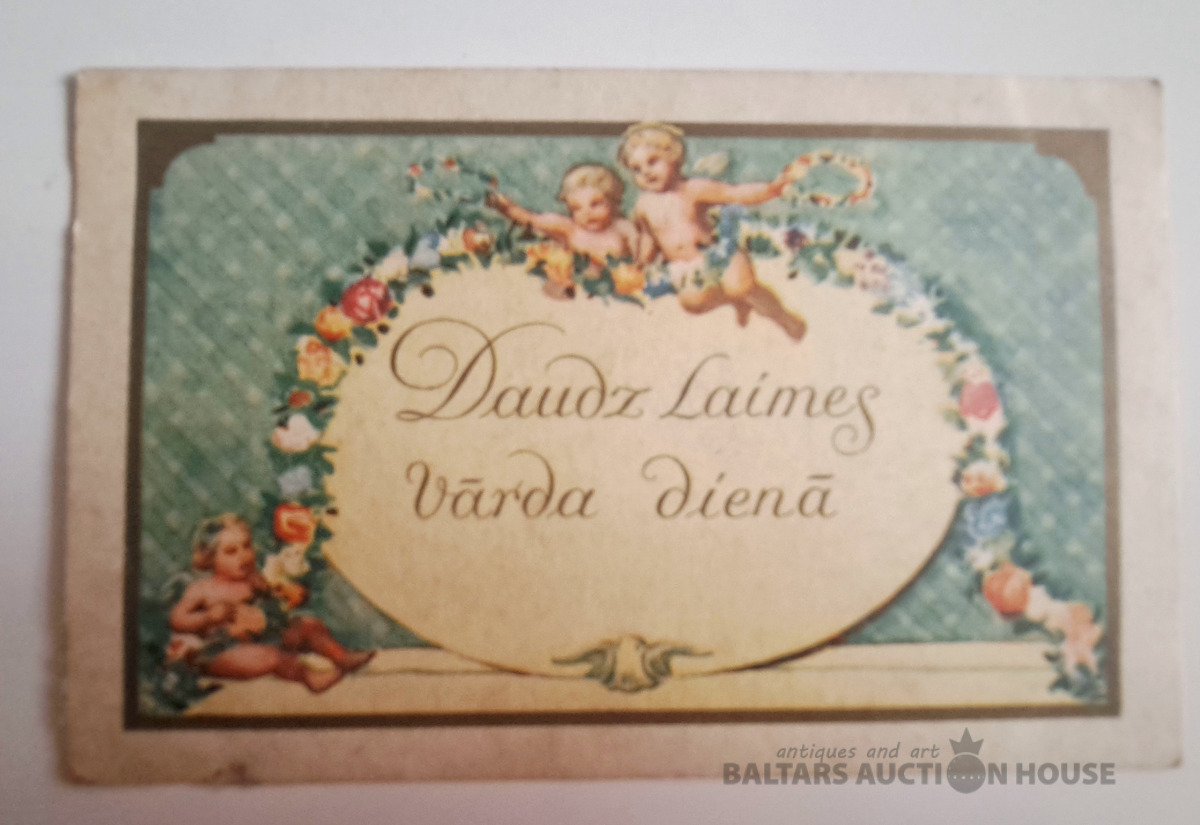 Daudz Laimes
vārda dienā
antiques and art
BALTARS AUCTION HOUSE